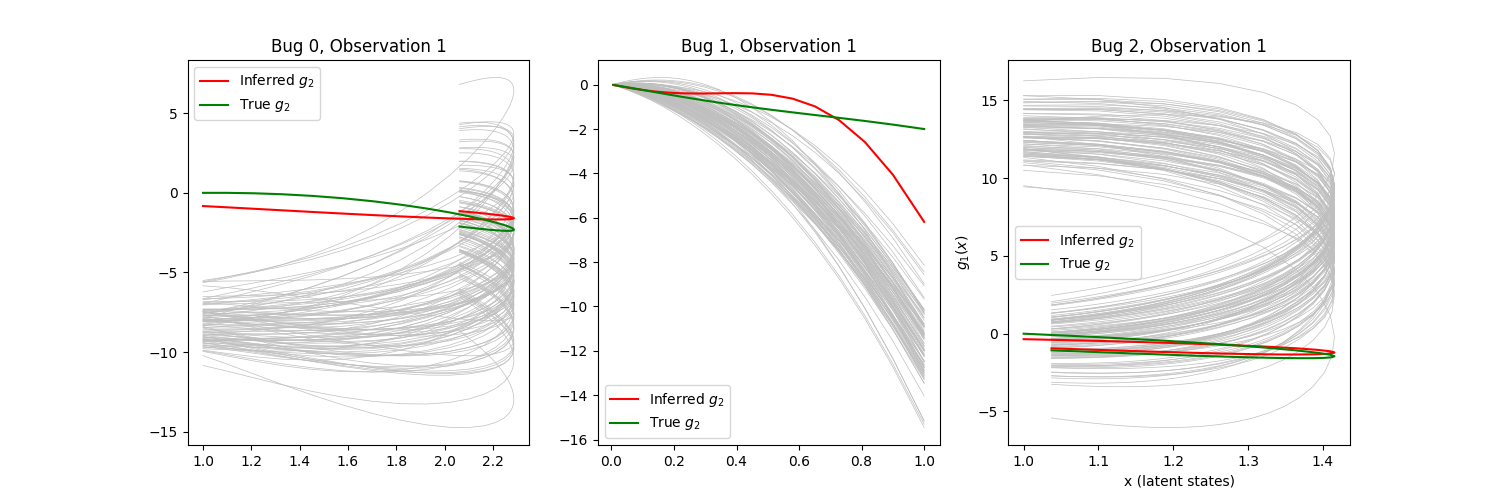 Bug 0, Observation 1
Inferred g₂
True g₂
5
0
−5
−10
−15
1.0 1.2 1.4 1.6 1.8 2.0 2.2
Bug 1, Observation 1
0
−2
−4
−6
−8
−10
−12
−14
−16
Inferred g₂
True g₂
0.0 0.2 0.4 0.6 0.8 1.0
Bug 2, Observation 1
g₁(x)
15
10
5
0
−5
Inferred g₂
True g₂
1.0 1.1 1.2 1.3 1.4
x (latent states)